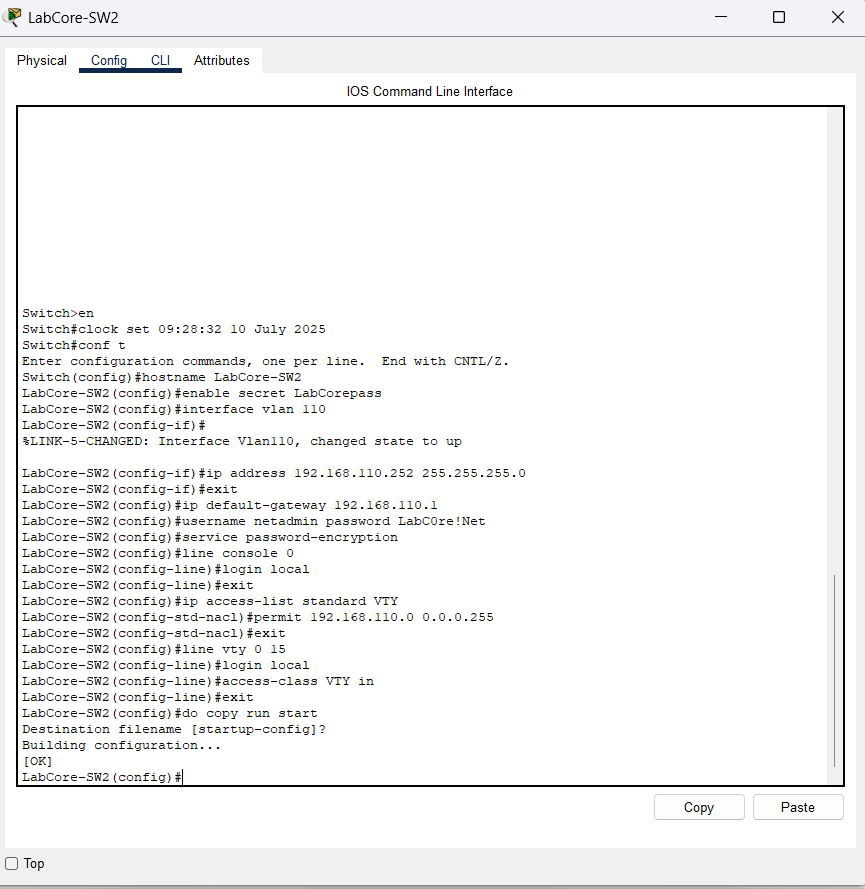 LabCore-SW2
Physical Config CLI Attributes
IOS Command Line Interface
Switch>en
Switch#clock set 09:28:32 10 July 2025
Switch#conf t
Enter configuration commands, one per line.  End with CNTL/Z.
Switch(config)#hostname LabCore-SW2
LabCore-SW2(config)#enable secret LabCorepass
LabCore-SW2(config)#interface vlan 110
LabCore-SW2(config-if)#
%LINK-5-CHANGED: Interface Vlan110, changed state to up
LabCore-SW2(config-if)#ip address 192.168.110.252 255.255.255.0
LabCore-SW2(config-if)#exit
LabCore-SW2(config)#ip default-gateway 192.168.110.1
LabCore-SW2(config)#username netadmin password LabC0re!Net
LabCore-SW2(config)#service password-encryption
LabCore-SW2(config)#line console 0
LabCore-SW2(config-line)#login local
LabCore-SW2(config-line)#exit
LabCore-SW2(config)#ip access-list standard VTY
LabCore-SW2(config-std-nacl)#permit 192.168.110.0 0.0.0.255
LabCore-SW2(config-std-nacl)#exit
LabCore-SW2(config)#line vty 0 15
LabCore-SW2(config-line)#login local
LabCore-SW2(config-line)#access-class VTY in
LabCore-SW2(config-line)#exit
LabCore-SW2(config)#do copy run start
Destination filename [startup-config]?
Building configuration...
[OK]
LabCore-SW2(config)#
Copy Paste
Top